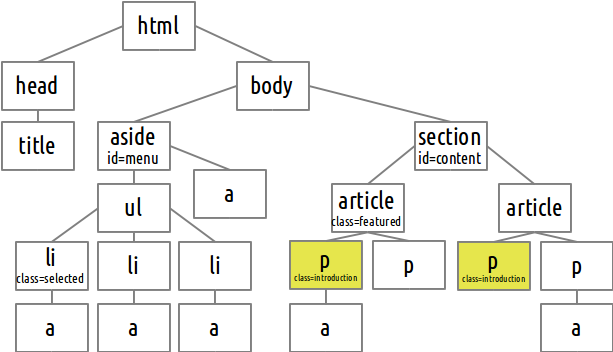 html
head
body
title
aside
id=menu
section
id=content
a
ul
article
class=featured
article
li
class=selected
li
li
p
class=introduction
p
p
class=introduction
p
a
a
a
a
a